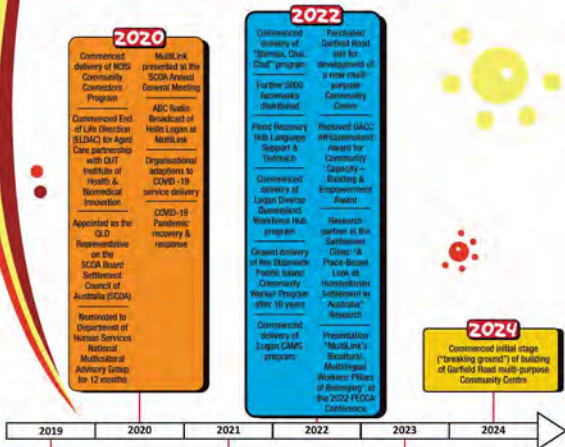 2020
Commenced
delivery of NDIS
Community
Connectors
Program
Commenced End
of Life Direction
(ELDAC) for Aged
Care partnership
with QUT
Institute of
Health &
Biomedical
Innovation
Appointed as the
QLD
Representative
on the
SCOA Board
Settlement
Council of
Australia (SCOA)
Nominated to
Department of
Human Services
National
Multicultural
Advisory Group
for 12 months
MultiLink
presented at the
SCOA Annual
General Meeting
ABC Radio
Broadcast of
Hello Logan at
MultiLink
Organisational
adaptions to
COVID -19
service delivery
COVID-19
Pandemic
recovery &
response
2022
Commenced
delivery of
Chai,
Chat" program
Further 5000
facemasks
distributed
Flood Recovery
Hub Language
Support &
Outreach
Commenced
delivery of
Logan Diverse
Queensland
Workforce Hub
program
Ceased delivery
of the Statewide
Pacific Island
Community
Worker Program
after 16 years
Commenced
delivery of
Logan CAMS
program
Purchased
Garfield Road
site for
development of
a new multi-
purpose
Community
Centre
Received QACC
Award for
Community
Capacity –
Building &
Empowerment
Award
Research
partner in the
Settlement
Cities: "A
Place-Based
Look at
Humanitarian
Settlement in
Australia"
Research
Presentation
"MultiLink's
Bicultural,
Multilingual
Workers: Pillars
of Belonging" at
the 2022 FECCA
Conference
2024
Commenced initial stage
("breaking ground") of building
of Garfield Road multi-purpose
Community Centre
2019
2020
2021
2022
2023
2024